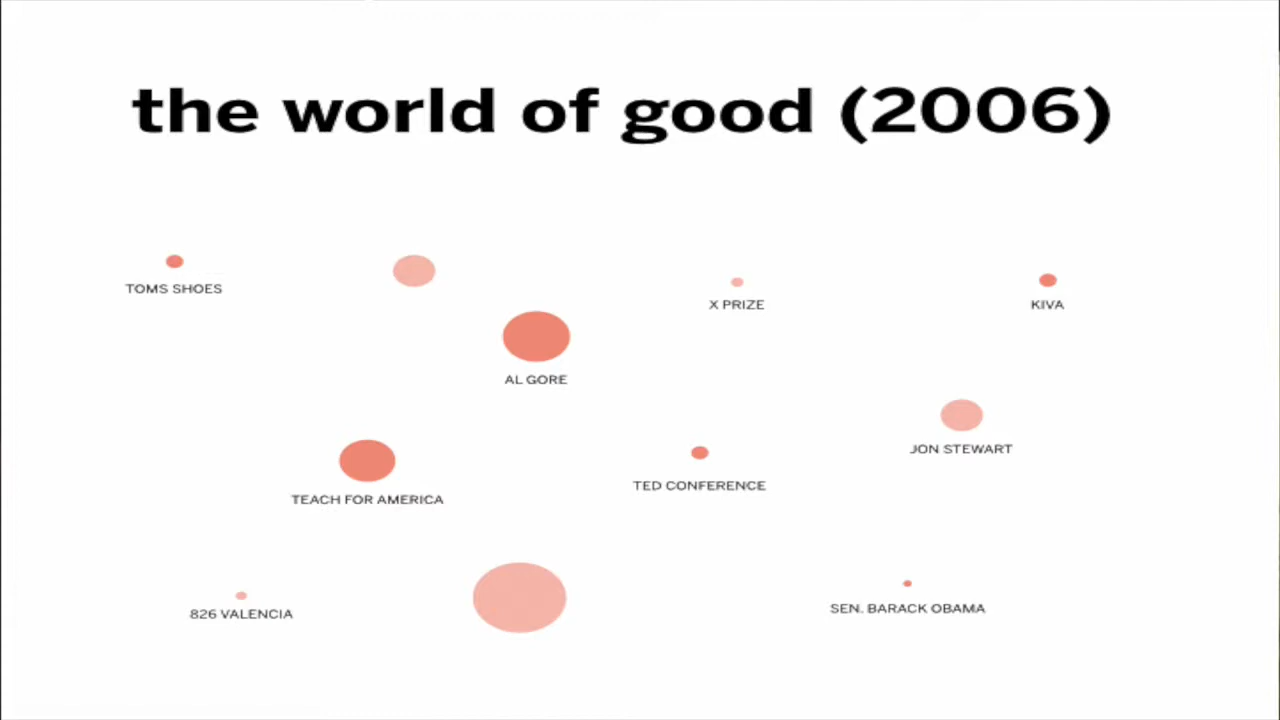 the world of good (2006)
TOMS SHOES
X PRIZE
KIVA
AL GORE
JON STEWART
TED CONFERENCE
TEACH FOR AMERICA
826 VALENCIA
SEN. BARACK OBAMA